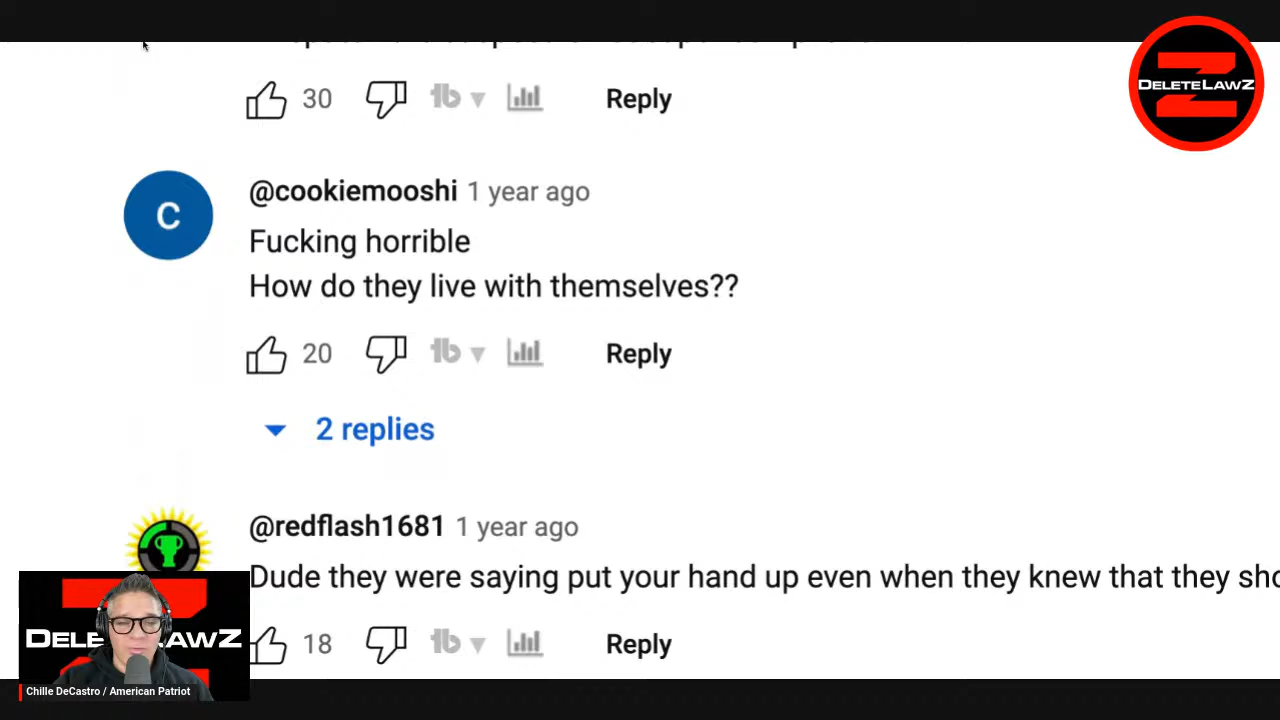 DELETELAWZ
30
Reply
C
@cookiemooshi 1 year ago
Fucking horrible
How do they live with themselves??
20
Reply
2 replies
@redflash1681 1 year ago
Dude they were saying put your hand up even when they knew that they sho
18
Reply
Chille DeCastro / American Patriot